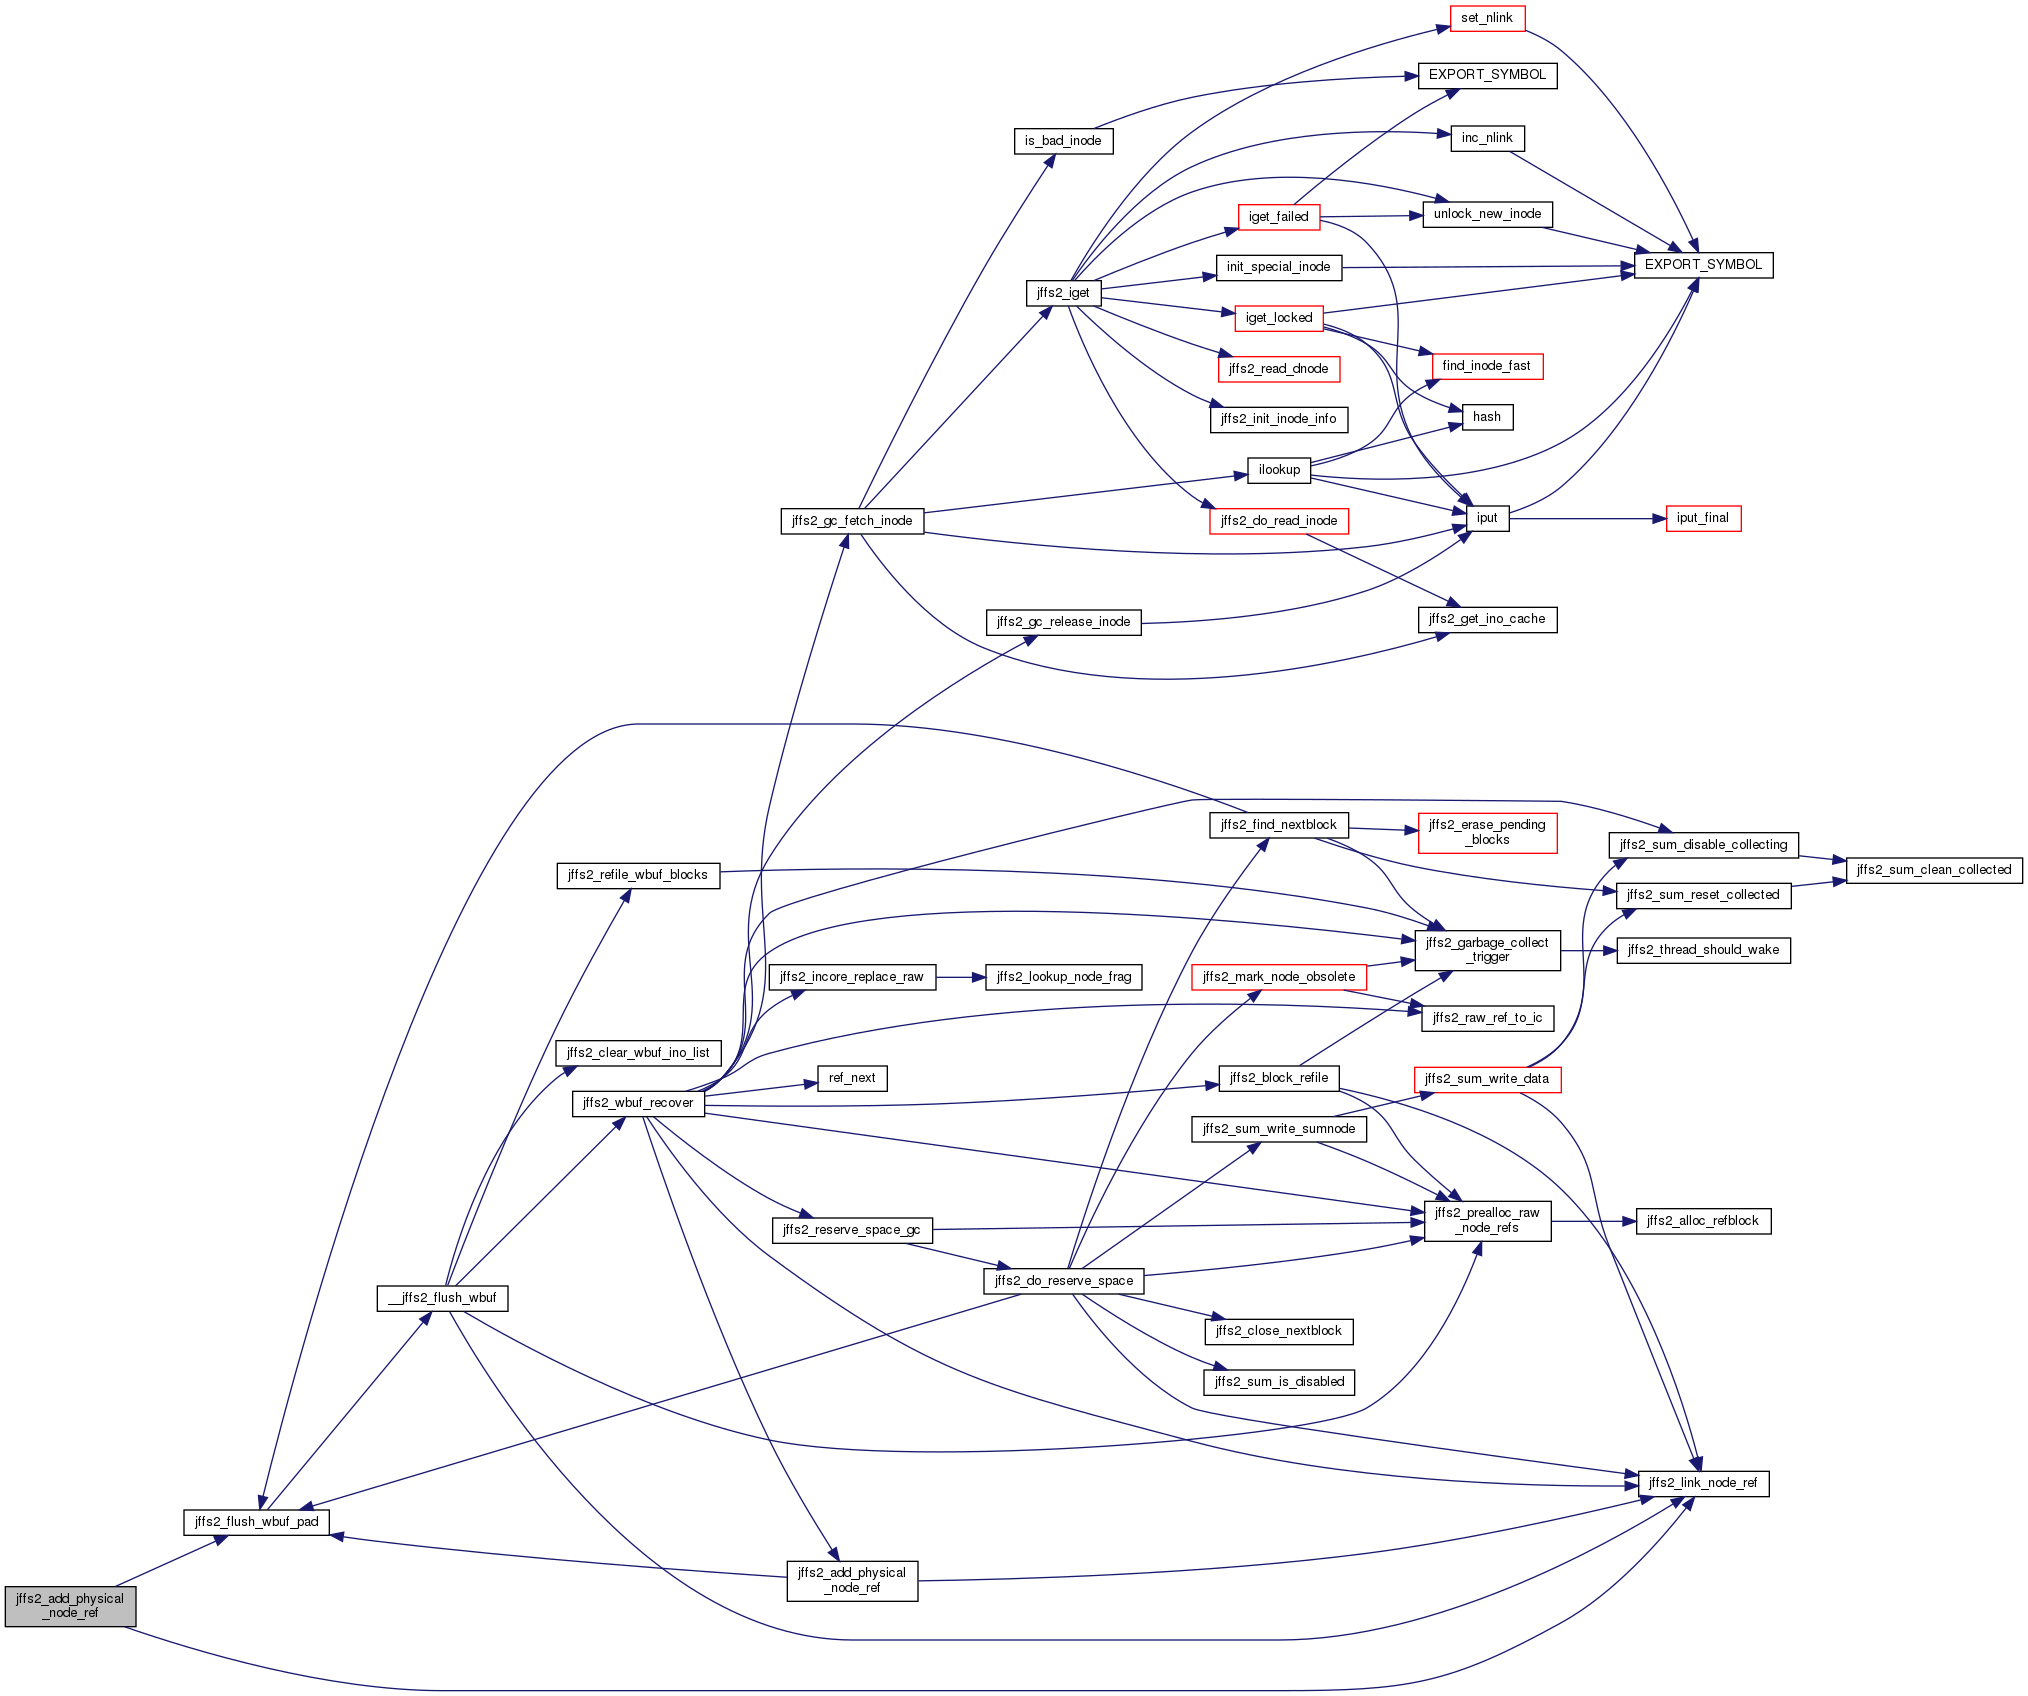 set_nlink
EXPORT_SYMBOL
inc_nlink
is_bad_inode
unlock_new_inode
iget_failed
EXPORT_SYMBOL
init_special_inode
jffs2_iget
iget_locked
find_inode_fast
jffs2_read_dnode
hash
jffs2_init_inode_info
ilookup
jffs2_gc_fetch_inode
jffs2_do_read_inode
iput
iput_final
jffs2_gc_release_inode
jffs2_get_ino_cache
jffs2_find_nextblock
jffs2_erase_pending
_blocks
jffs2_sum_disable_collecting
jffs2_refile_wbuf_blocks
jffs2_sum_clean_collected
jffs2_sum_reset_collected
jffs2_garbage_collect
_trigger
jffs2_thread_should_wake
jffs2_incore_replace_raw
jffs2_lookup_node_frag
jffs2_mark_node_obsolete
jffs2_raw_ref_to_ic
jffs2_clear_wbuf_ino_list
ref_next
jffs2_block_refile
jffs2_sum_write_data
jffs2_wbuf_recover
jffs2_sum_write_sumnode
jffs2_prealloc_raw
_node_refs
jffs2_alloc_refblock
jffs2_reserve_space_gc
jffs2_do_reserve_space
__jffs2_flush_wbuf
jffs2_close_nextblock
jffs2_sum_is_disabled
jffs2_link_node_ref
jffs2_flush_wbuf_pad
jffs2_add_physical
_node_ref
jffs2_add_physical
_node_ref